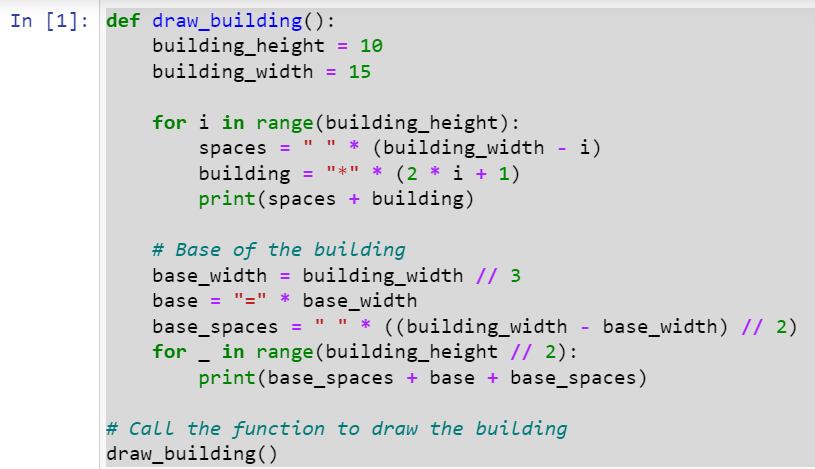 In [1]: def draw_building():
    building_height = 10
    building_width = 15

    for i in range(building_height):
        spaces = " " * (building_width - i)
        building = "*" * (2 * i + 1)
        print(spaces + building)

    # Base of the building
    base_width = building_width // 3
    base = "=" * base_width
    base_spaces = " " * ((building_width - base_width) // 2)
    for _ in range(building_height // 2):
        print(base_spaces + base + base_spaces)

# Call the function to draw the building
draw_building()